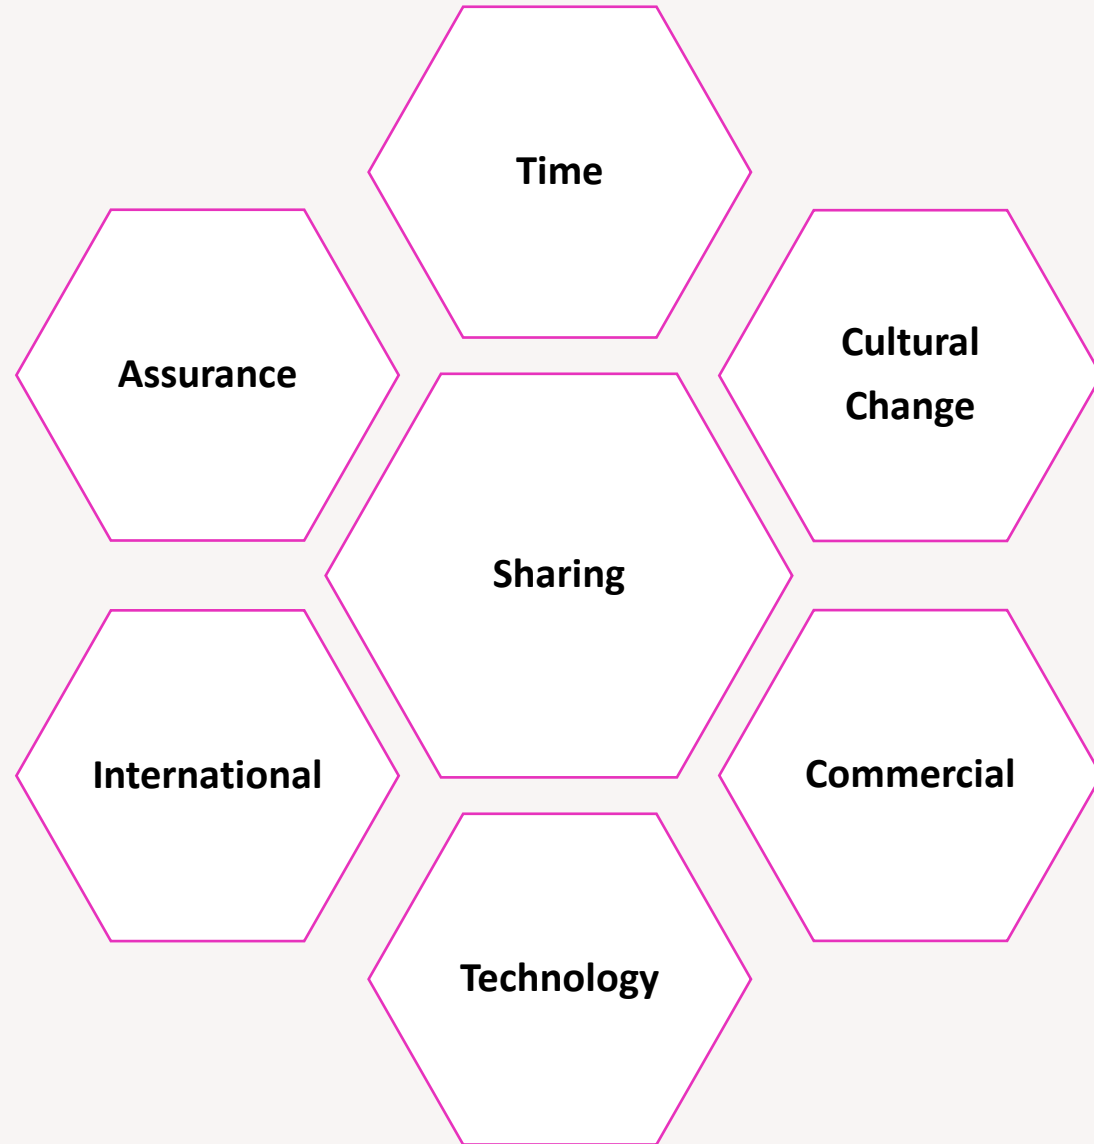 Time
Assurance
Cultural
Change
Sharing
International
Commercial
Technology